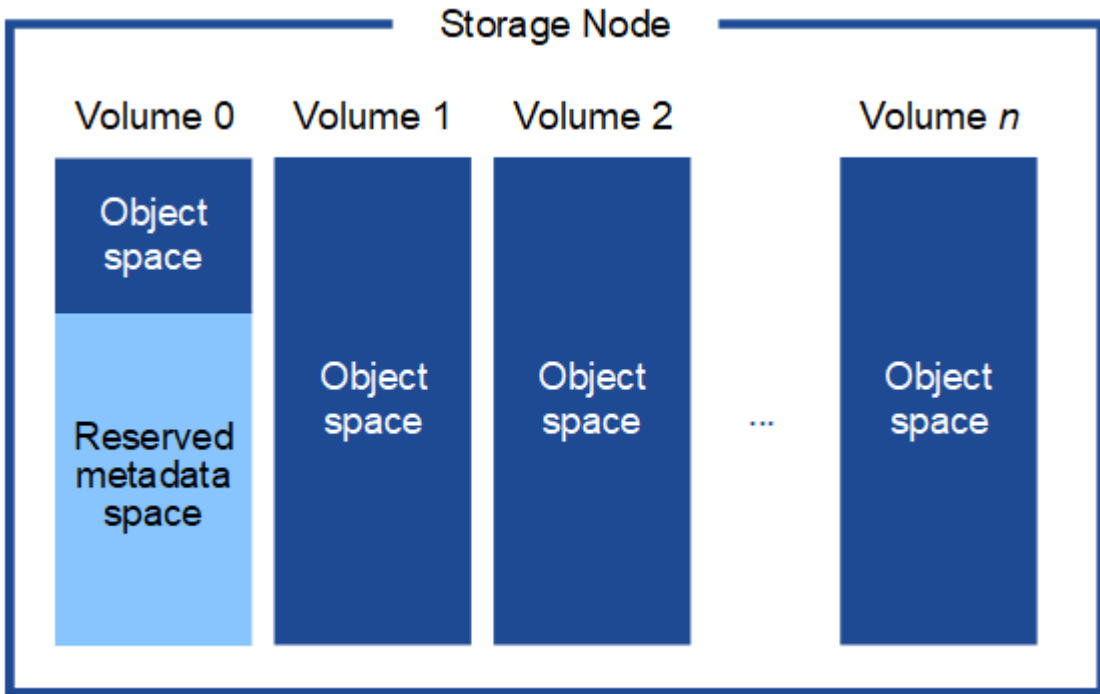 Storage Node
Volume 0
Volume 1
Volume 2
Volume n
Object
space
Reserved
metadata
space
Object
space
Object
space
...
Object
space